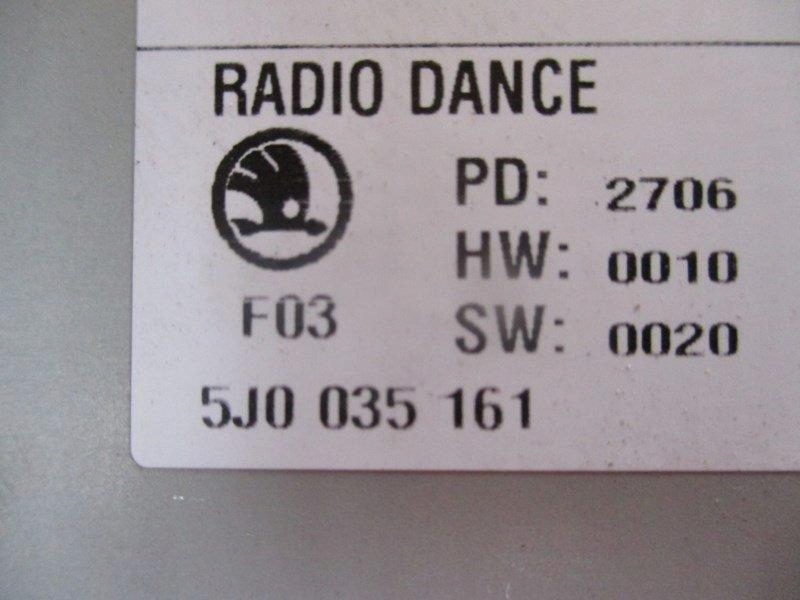 RADIO DANCE
PD: 2706
HW: 0010
F03
SW: 0020
5J0 035 161